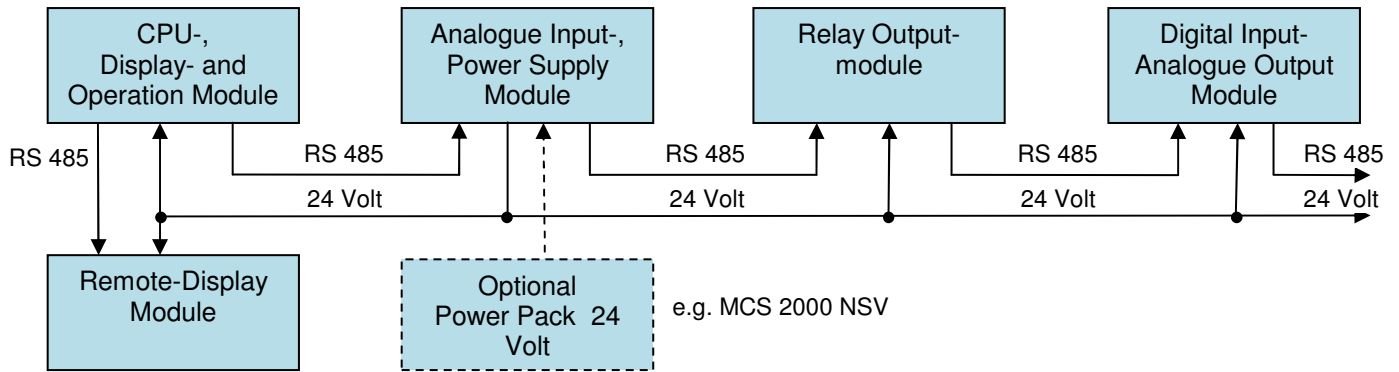 CPU-,
Display- and
Operation Module
Analogue Input-,
Power Supply
Module
Relay Output-
module
Digital Input-
Analogue Output
Module
RS 485
RS 485
RS 485
RS 485
RS 485
24 Volt
24 Volt
24 Volt
24 Volt
Remote-Display
Module
Optional
Power Pack 24
Volt
e.g. MCS 2000 NSV